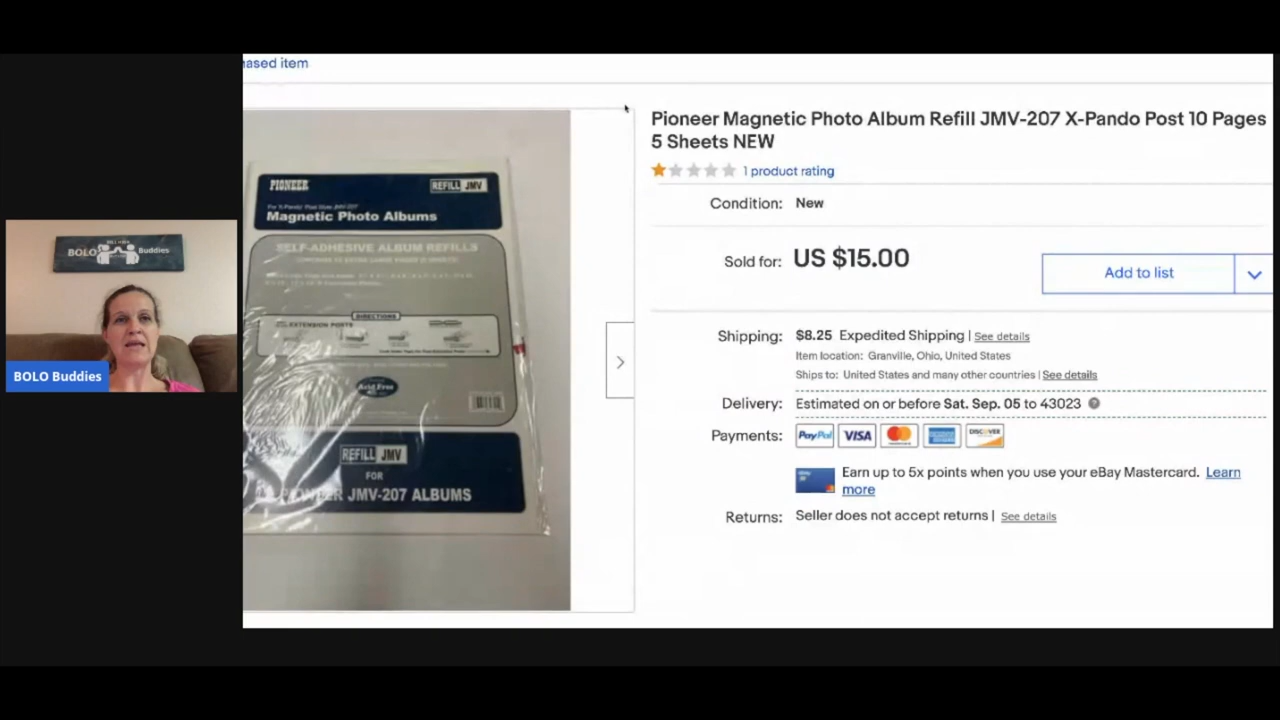 ased item
Pioneer Magnetic Photo Album Refill JMV-207 X-Pando Post 10 Pages
5 Sheets NEW
1 product rating
Condition: New
Sold for: US $15.00
Add to list
Shipping: $8.25 Expedited Shipping | See details
Item location: Granville, Ohio, United States
Ships to: United States and many other countries | See details
Delivery: Estimated on or before Sat. Sep. 05 to 43023
Payments: PayPal VISA DISCOVER
Earn up to 5x points when you use your eBay Mastercard. Learn
more
Returns: Seller does not accept returns | See details
PIONEER
REFILL JMV
Magnetic Photo Albums
SELF-ADHESIVE ALBUM REFILLS
DIRECTIONS
EXTENSION POSTS
Acid Free
REFILL JMV
FOR
PIONEER JMV-207 ALBUMS
BOLO Buddies
BOLO Buddies